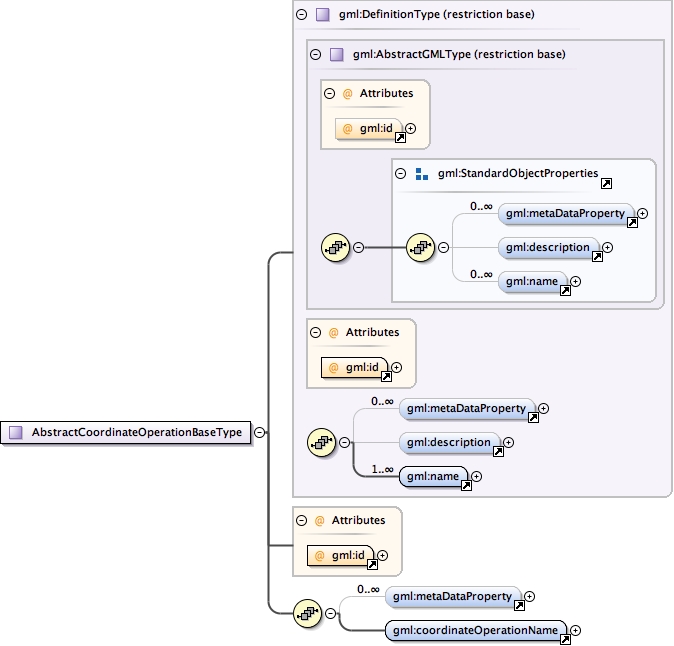 gml:DefinitionType (restriction base)
gml:AbstractGMLType (restriction base)
@ Attributes
@ gml:id
gml:StandardObjectProperties
0..∞
gml:metaDataProperty
gml:description
0..∞
gml:name
@ Attributes
@ gml:id
0..∞
gml:metaDataProperty
AbstractCoordinateOperationBaseType
gml:description
1..∞
gml:name
@ Attributes
@ gml:id
0..∞
gml:metaDataProperty
gml:coordinateOperationName